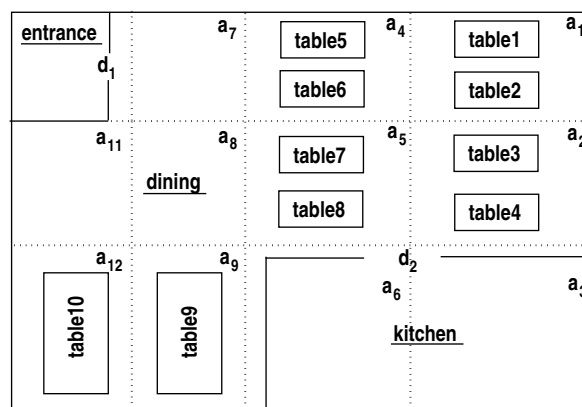 entrance a7 table5 a4 table1 a1
d1 table6 table2
a11 a8 table7 a5 table3 a2
dining
table8 table4
a12 a9 d2
table10 table9 a6 a3
kitchen